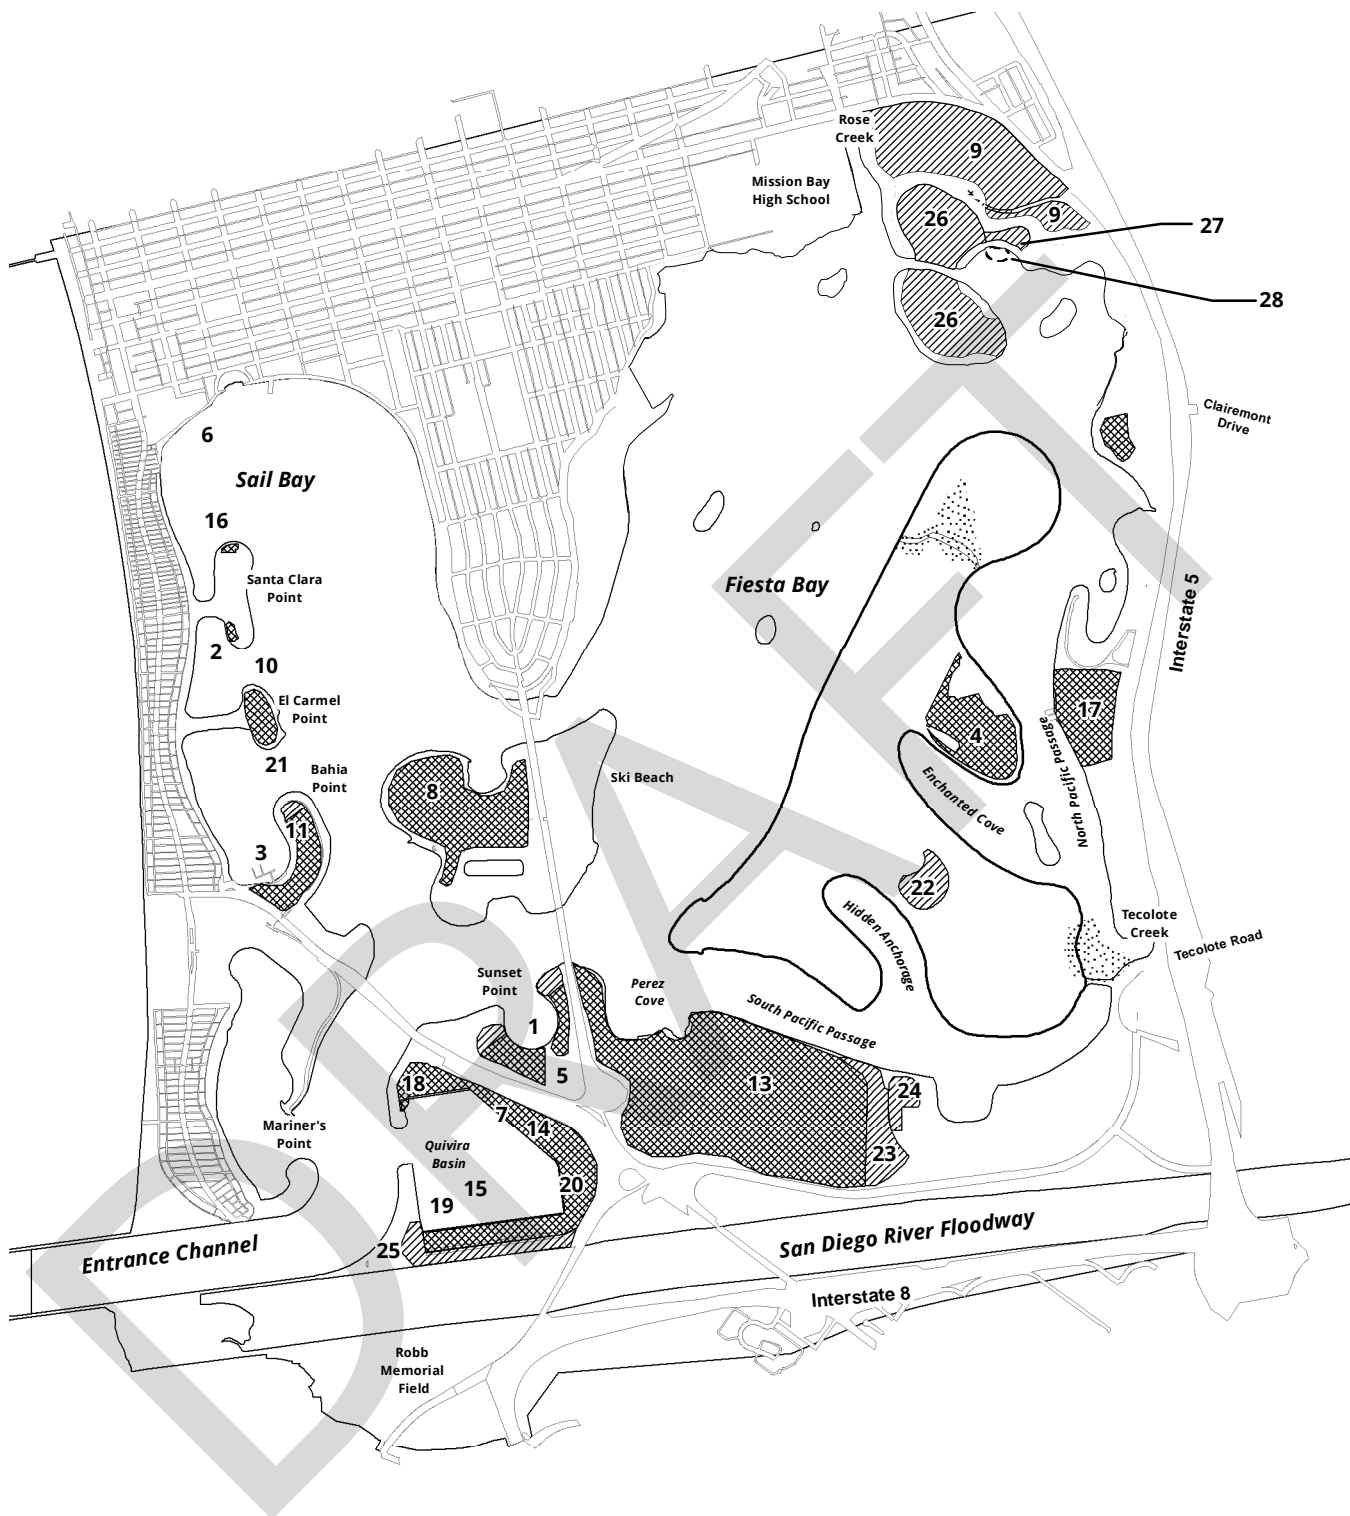 Rose
Creek
9
Mission Bay
High School
26
9
27
28
26
Clairemont
Drive
6
Sail Bay
16
Santa Clara
Point
Fiesta Bay
Interstate 5
2
10
El Carmel
Point
17
4
North Pacific Passage
21
Bahia
Point
Ski Beach
8
Enchanted Cove
11
3
22
Hidden Anchorage
Tecolote
Creek
Tecolote Road
Sunset
Point
Perez
Cove
South Pacific Passage
1
5
13
18
24
7
14
Mariner's
Point
Quivira
Basin
23
15
20
19
25
Entrance Channel
San Diego River Floodway
Interstate 8
Robb
Memorial
Field
DRAFT